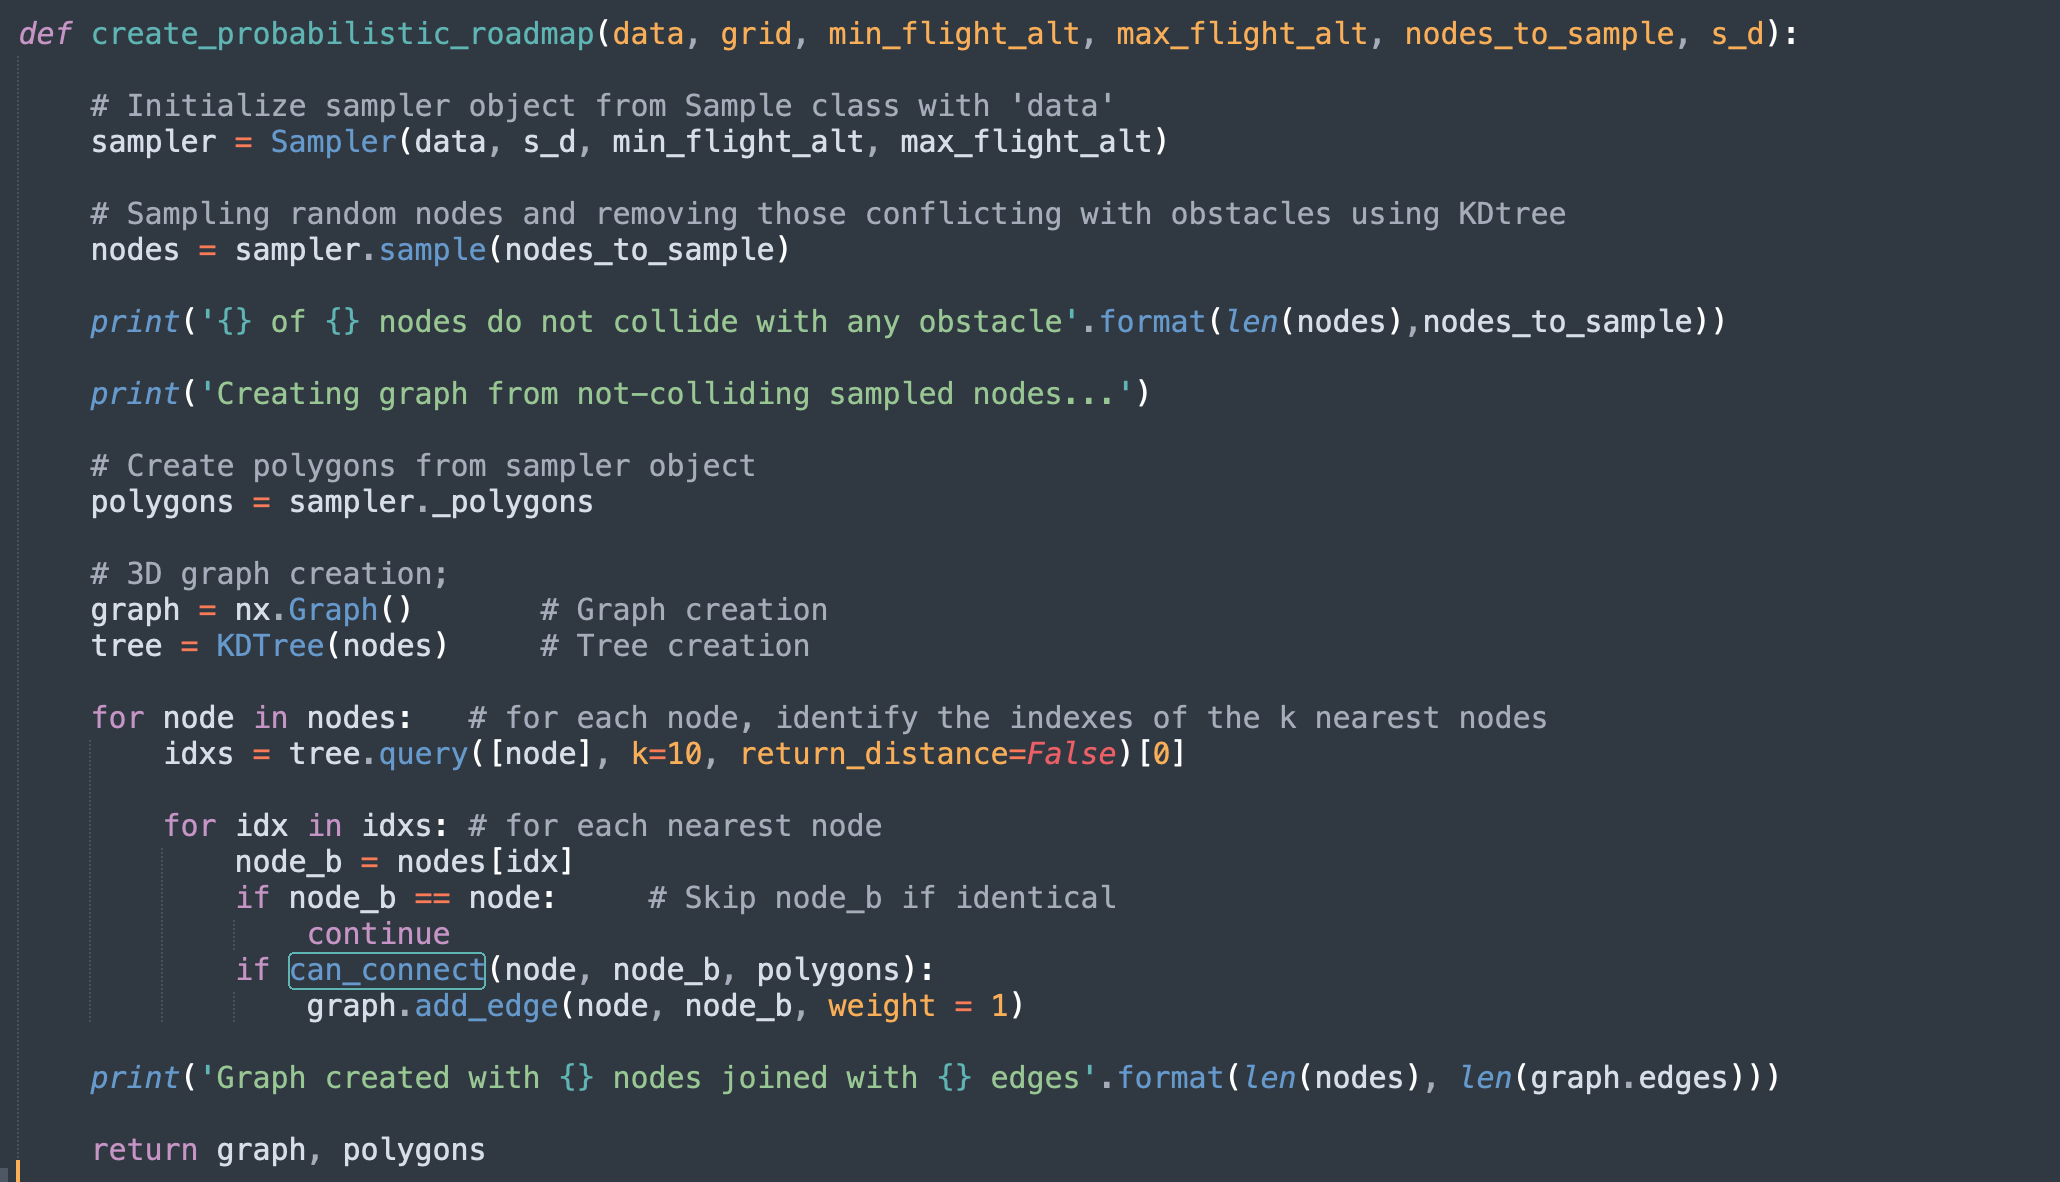 def create_probabilistic_roadmap(data, grid, min_flight_alt, max_flight_alt, nodes_to_sample, s_d):
# Initialize sampler object from Sample class with 'data'
sampler = Sampler(data, s_d, min_flight_alt, max_flight_alt)
# Sampling random nodes and removing those conflicting with obstacles using KDtree
nodes = sampler.sample(nodes_to_sample)
print('{} of {} nodes do not collide with any obstacle'.format(len(nodes),nodes_to_sample))
print('Creating graph from not-colliding sampled nodes...')
# Create polygons from sampler object
polygons = sampler._polygons
# 3D graph creation;
graph = nx.Graph()       # Graph creation
tree = KDTree(nodes)     # Tree creation
for node in nodes:   # for each node, identify the indexes of the k nearest nodes
idxs = tree.query([node], k=10, return_distance=False)[0]
for idx in idxs: # for each nearest node
node_b = nodes[idx]
if node_b == node:     # Skip node_b if identical
continue
if can_connect(node, node_b, polygons):
graph.add_edge(node, node_b, weight = 1)
print('Graph created with {} nodes joined with {} edges'.format(len(nodes), len(graph.edges)))
return graph, polygons